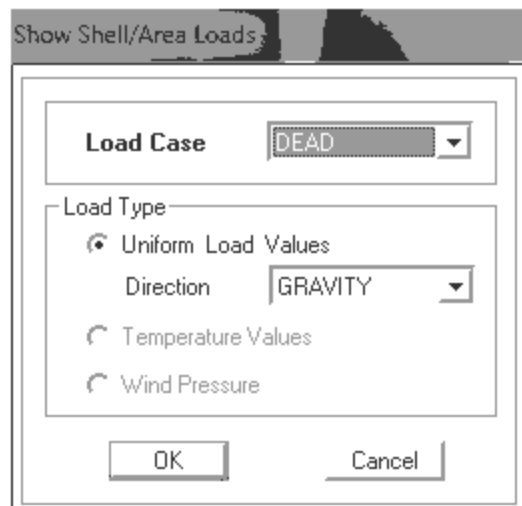 Show Shell/Area Loads
Load Case DEAD
Load Type
Uniform Load Values
Direction GRAVITY
Temperature Values
Wind Pressure
OK Cancel